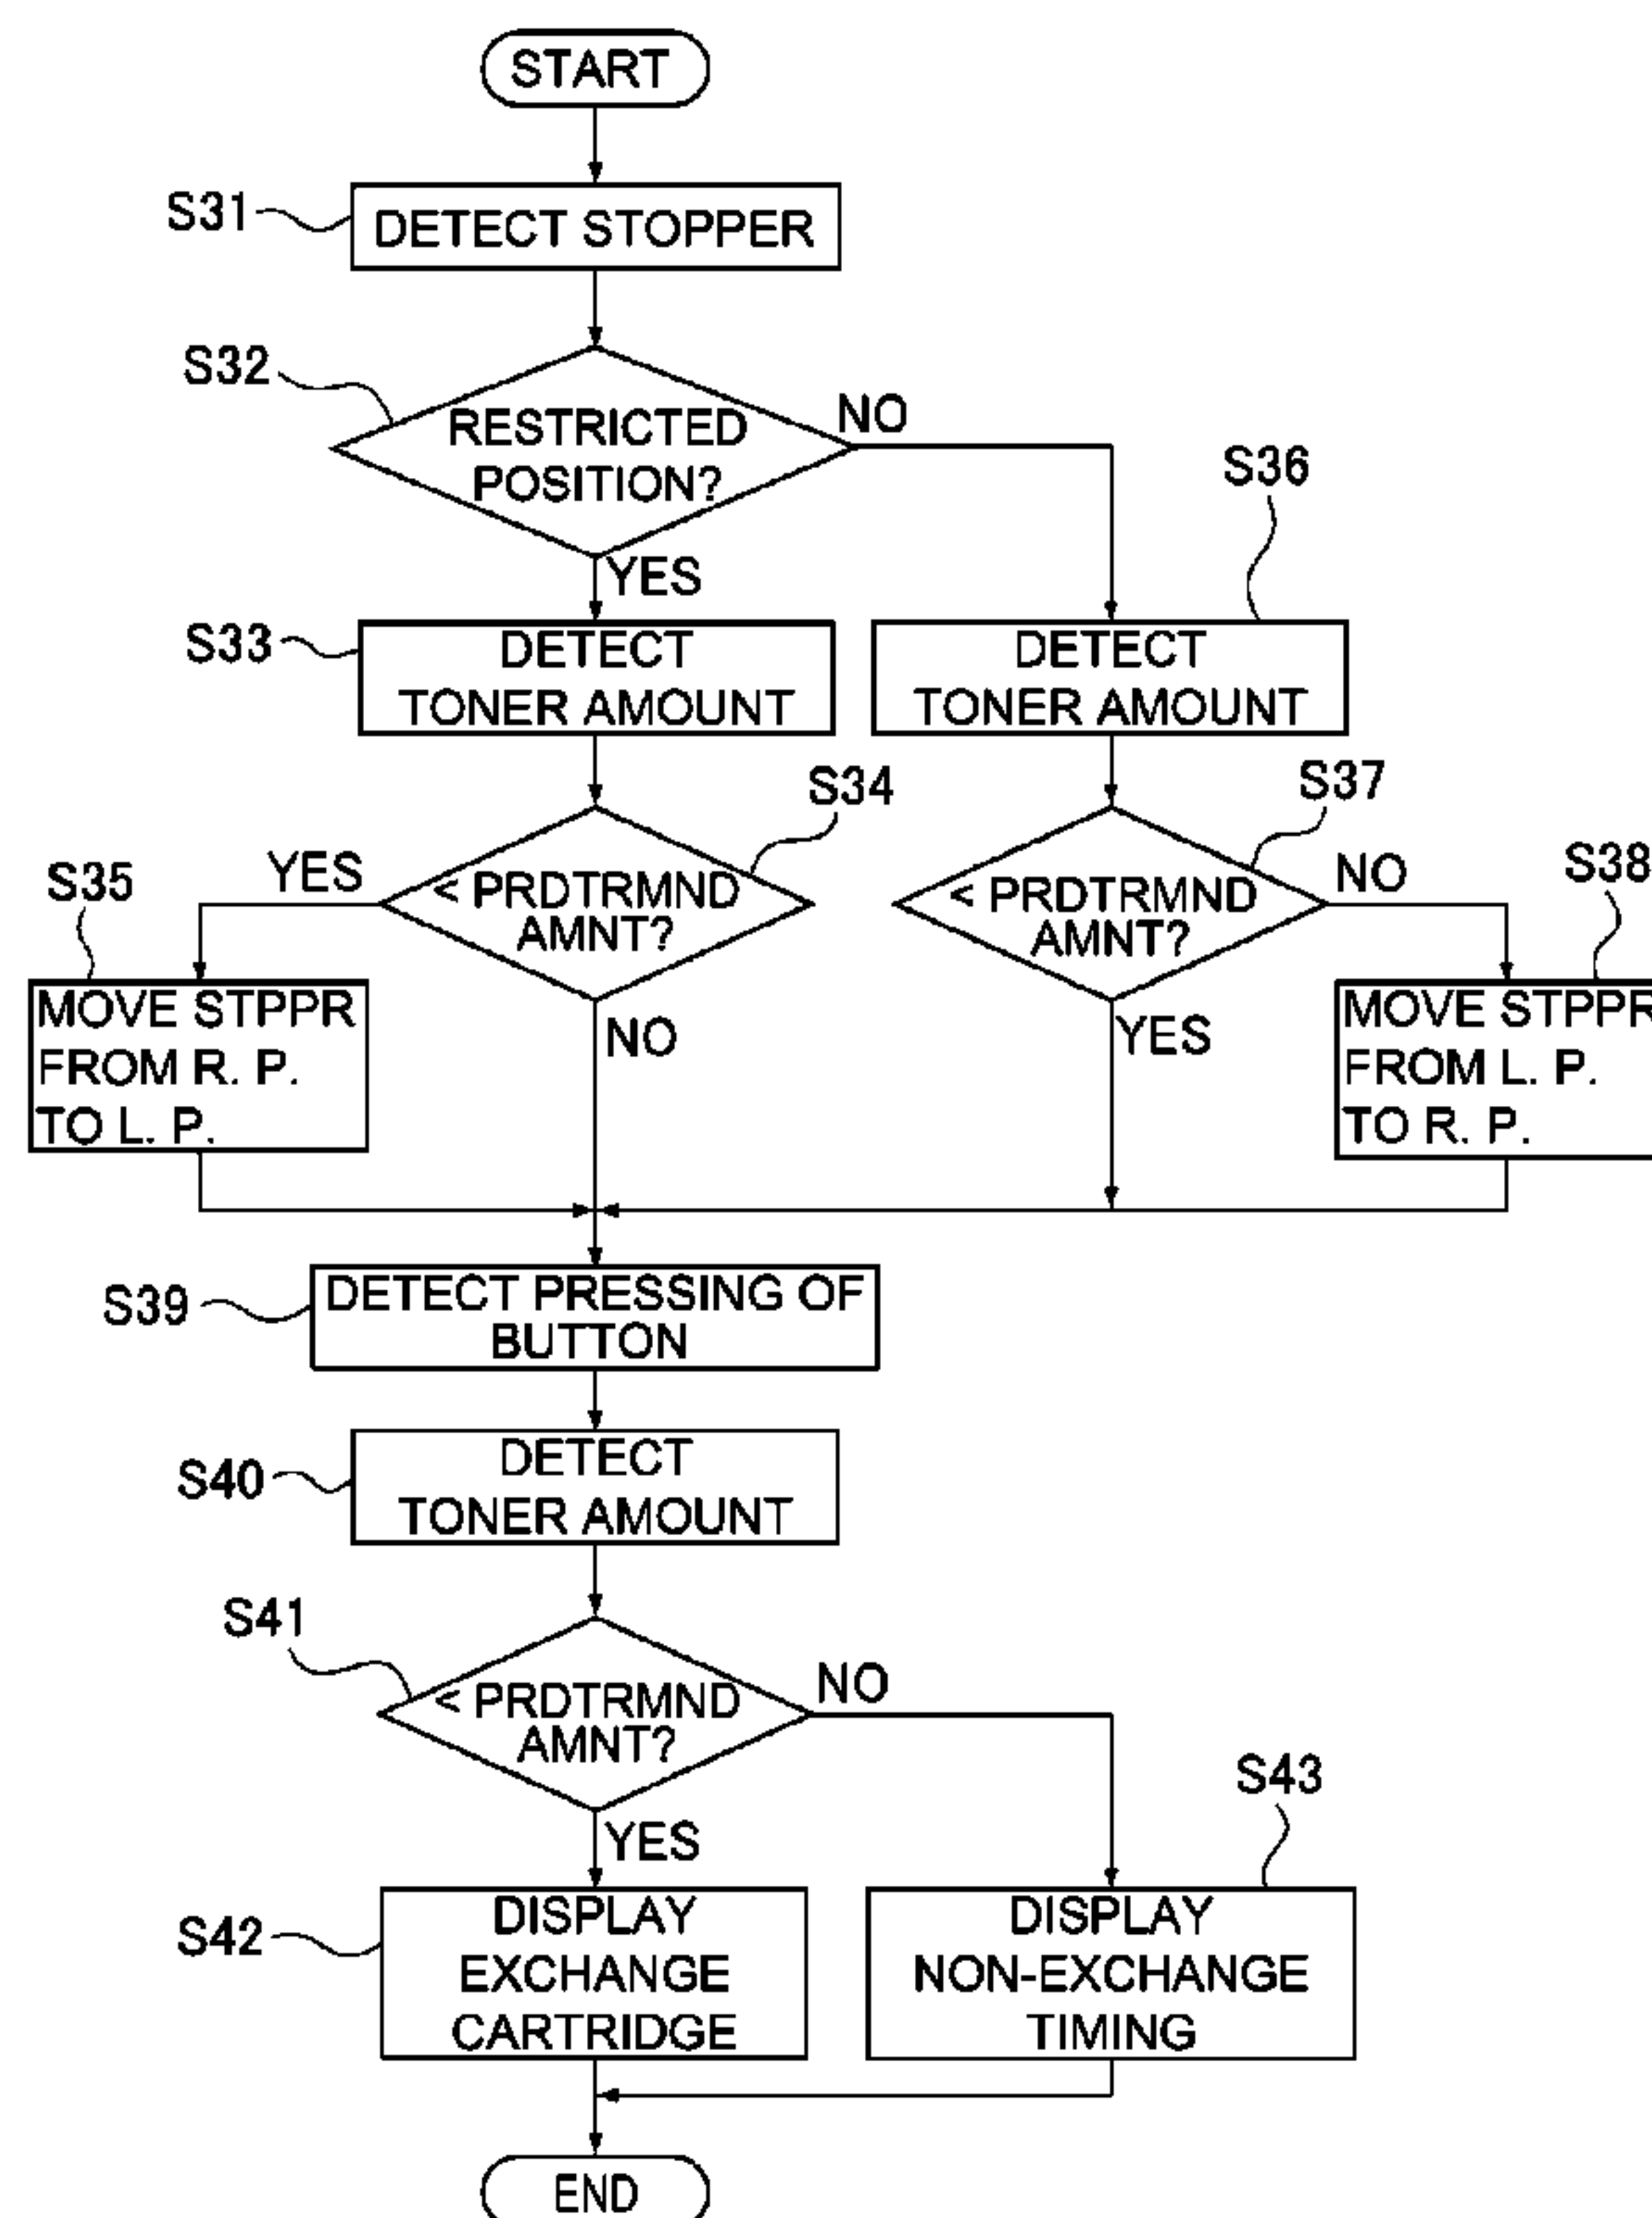 START
S31
DETECT STOPPER
S32
RESTRICTED
POSITION?
NO
YES
S36
S33
DETECT
TONER AMOUNT
DETECT
TONER AMOUNT
S34
S37
S35
YES
< PRDTRMND
AMNT?
NO
< PRDTRMND
AMNT?
NO
YES
S38
MOVE STPPR
FROM R. P.
TO L. P.
MOVE STPPR
FROM L. P.
TO R. P.
S39
DETECT PRESSING OF
BUTTON
S40
DETECT
TONER AMOUNT
S41
< PRDTRMND
AMNT?
NO
YES
S43
S42
DISPLAY
EXCHANGE
CARTRIDGE
DISPLAY
NON-EXCHANGE
TIMING
END